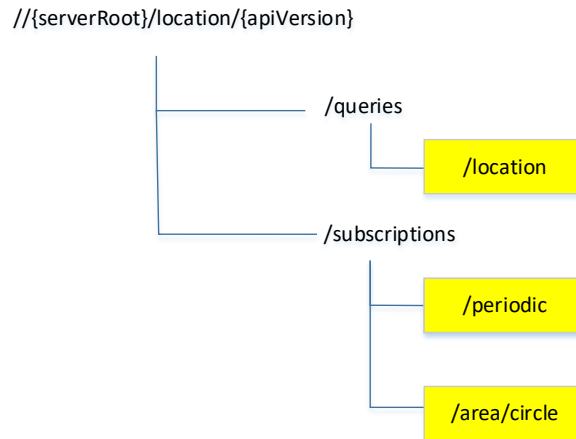 //{serverRoot}/location/{apiVersion}
/queries
/location
/subscriptions
/periodic
/area/circle